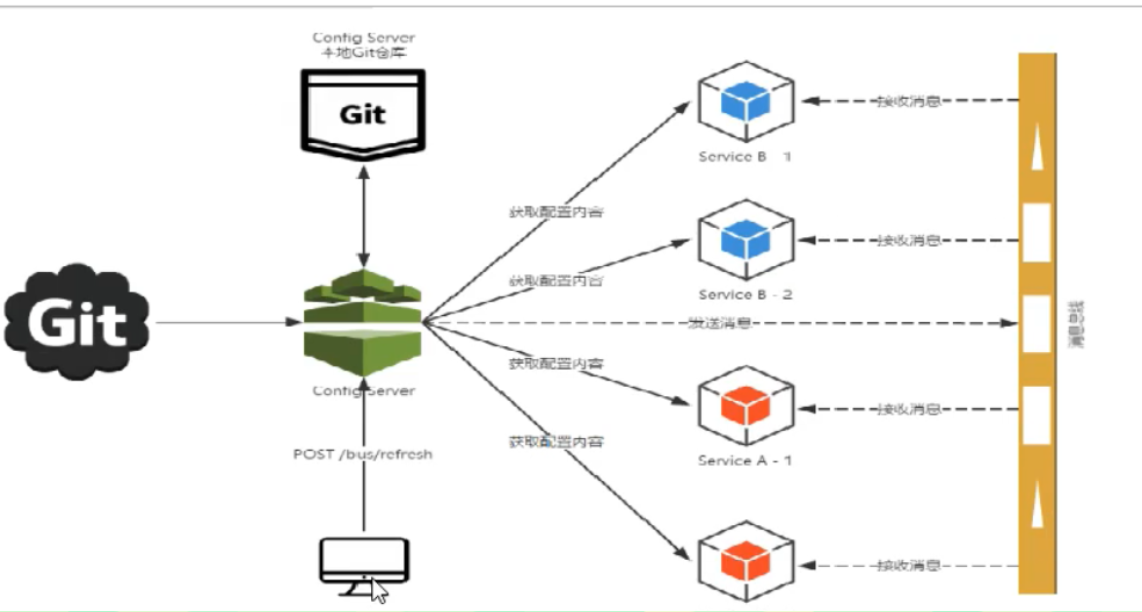 Config Server
本地Git仓库
Git
Service B - 1
接收消息
获取配置内容
Service B - 2
接收消息
获取配置内容
Git
发送消息
消息总线
Config Server
获取配置内容
Service A - 1
接收消息
获取配置内容
POST /bus/refresh
接收消息